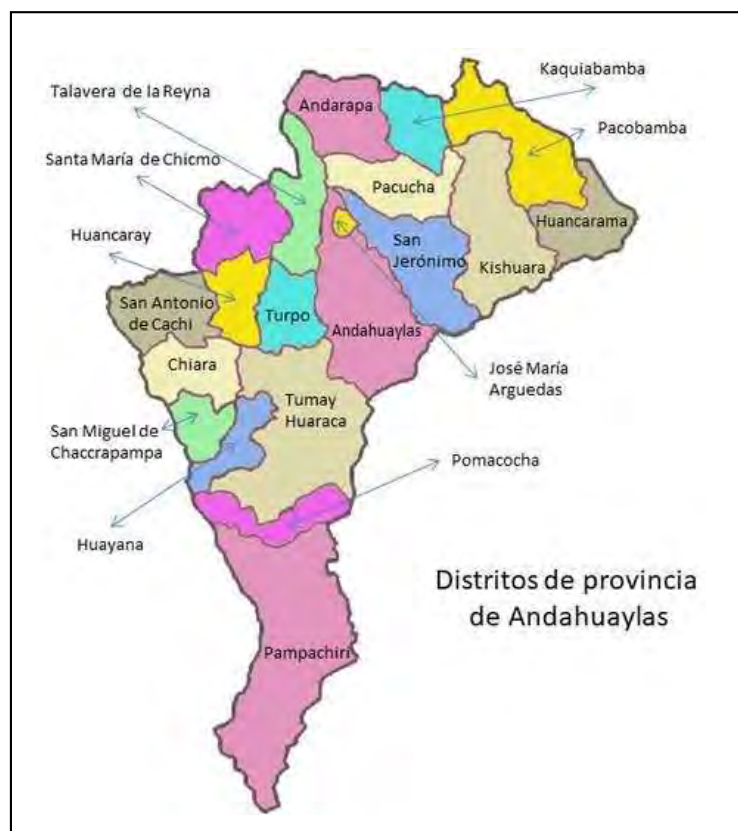 Kaquiabamba
Talavera de la Reyna
Andarapa
Pacobamba
Santa María de Chicmo
Pacucha
Huancarama
Huancaray
San
Jerónimo
Kishuara
San Antonio
de Cachi
Turpo
Andahuaylas
Chiara
José María
Arguedas
Tumay
Huaraca
San Miguel de
Chaccrapampa
Pomacocha
Huayana
Distritos de provincia
de Andahuaylas
Pampachiri